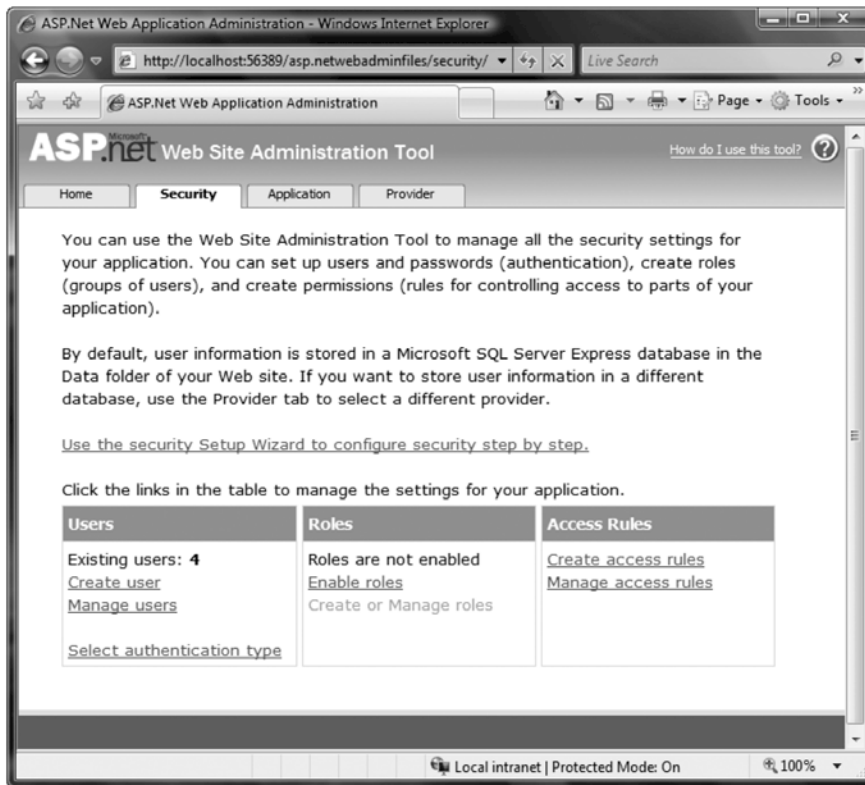 ASP.Net Web Application Administration - Windows Internet Explorer
http://localhost:56389/asp.netwebadminfiles/security/
Live Search
ASP.Net Web Application Administration
Page
Tools
Microsoft
ASP.net Web Site Administration Tool
How do I use this tool?
Home
Security
Application
Provider
You can use the Web Site Administration Tool to manage all the security settings for
your application. You can set up users and passwords (authentication), create roles
(groups of users), and create permissions (rules for controlling access to parts of your
application).
By default, user information is stored in a Microsoft SQL Server Express database in the
Data folder of your Web site. If you want to store user information in a different
database, use the Provider tab to select a different provider.
Use the security Setup Wizard to configure security step by step.
Click the links in the table to manage the settings for your application.
Users
Existing users: 4
Create user
Manage users
Select authentication type
Roles
Roles are not enabled
Enable roles
Create or Manage roles
Access Rules
Create access rules
Manage access rules
Local intranet | Protected Mode: On
100%